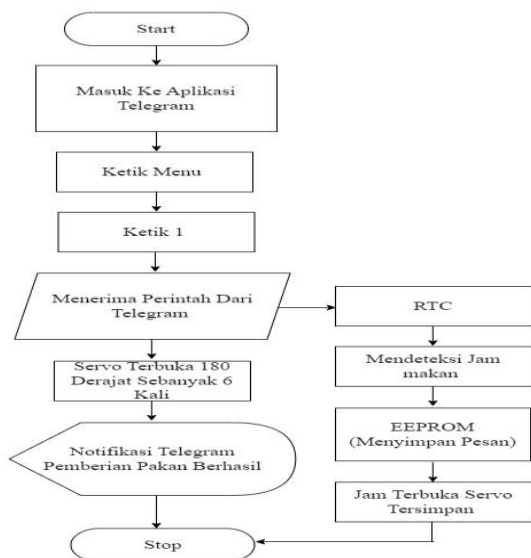 Start
Masuk Ke Aplikasi
Telegram
Ketik Menu
Ketik 1
Menerima Perintah Dari
Telegram
Servo Terbuka 180
Derajat Sebanyak 6
Kali
Notifikasi Telegram
Pemberian Pakan Berhasil
Stop
RTC
Mendeteksi Jam
makan
EEPROM
(Menyimpan Pesan)
Jam Terbuka Servo
Tersimpan